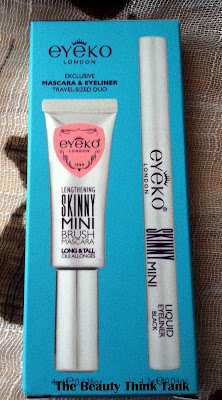 eyeko
LONDON
EXCLUSIVE
MASCARA & EYELINER
TRAVEL-SIZED DUO
eyeko
LONDON
1999
LENGTHENING
SKINNY
MINI
BRUSH
MASCARA
LONG & TALL
CILS ALLONGÉS
eyeko
LONDON
SKINNY
MINI
LIQUID
EYELINER
BLACK
The Beauty Think Tank